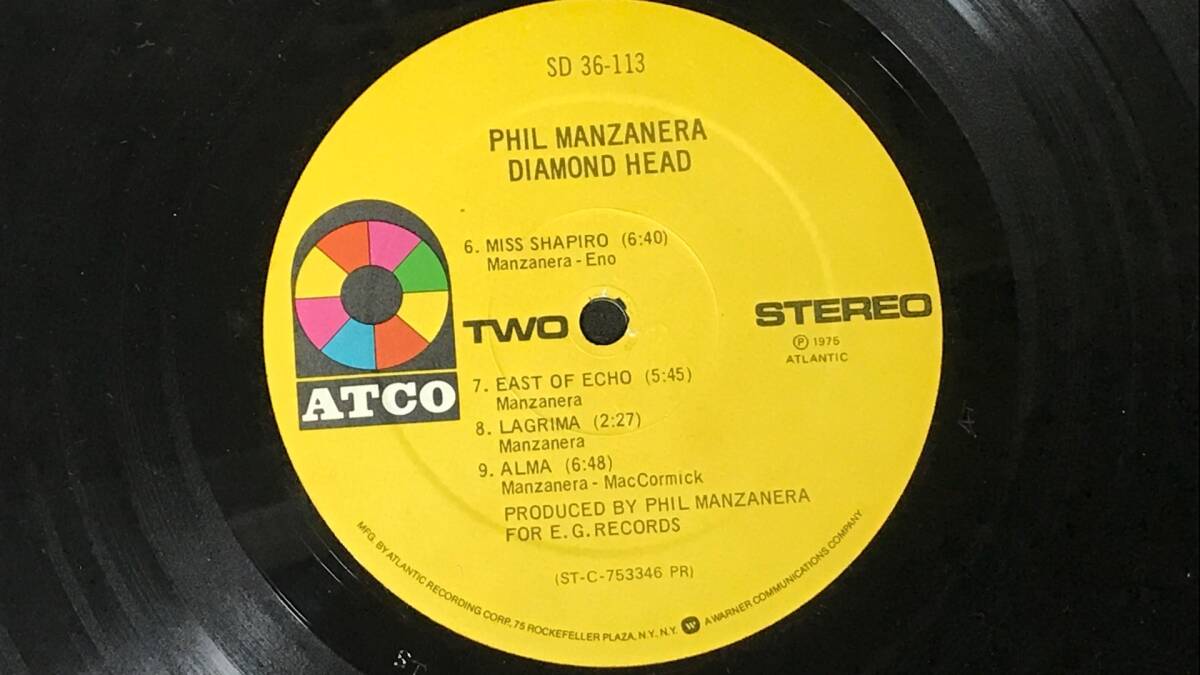 SD 36-113
PHIL MANZANERA
DIAMOND HEAD
6. MISS SHAPIRO (6:40)
Manzanera - Eno
TWO
STEREO
Ⓟ 1975
ATLANTIC
ATCO
7. EAST OF ECHO (5:45)
Manzanera
8. LAGRIMA (2:27)
Manzanera
9. ALMA (6:48)
Manzanera - MacCormick
PRODUCED BY PHIL MANZANERA
FOR E.G. RECORDS
(ST-C-753346 PR)
MFG. BY ATLANTIC RECORDING CORP., 75 ROCKEFELLER PLAZA, N.Y., N.Y. W A WARNER COMMUNICATIONS COMPANY